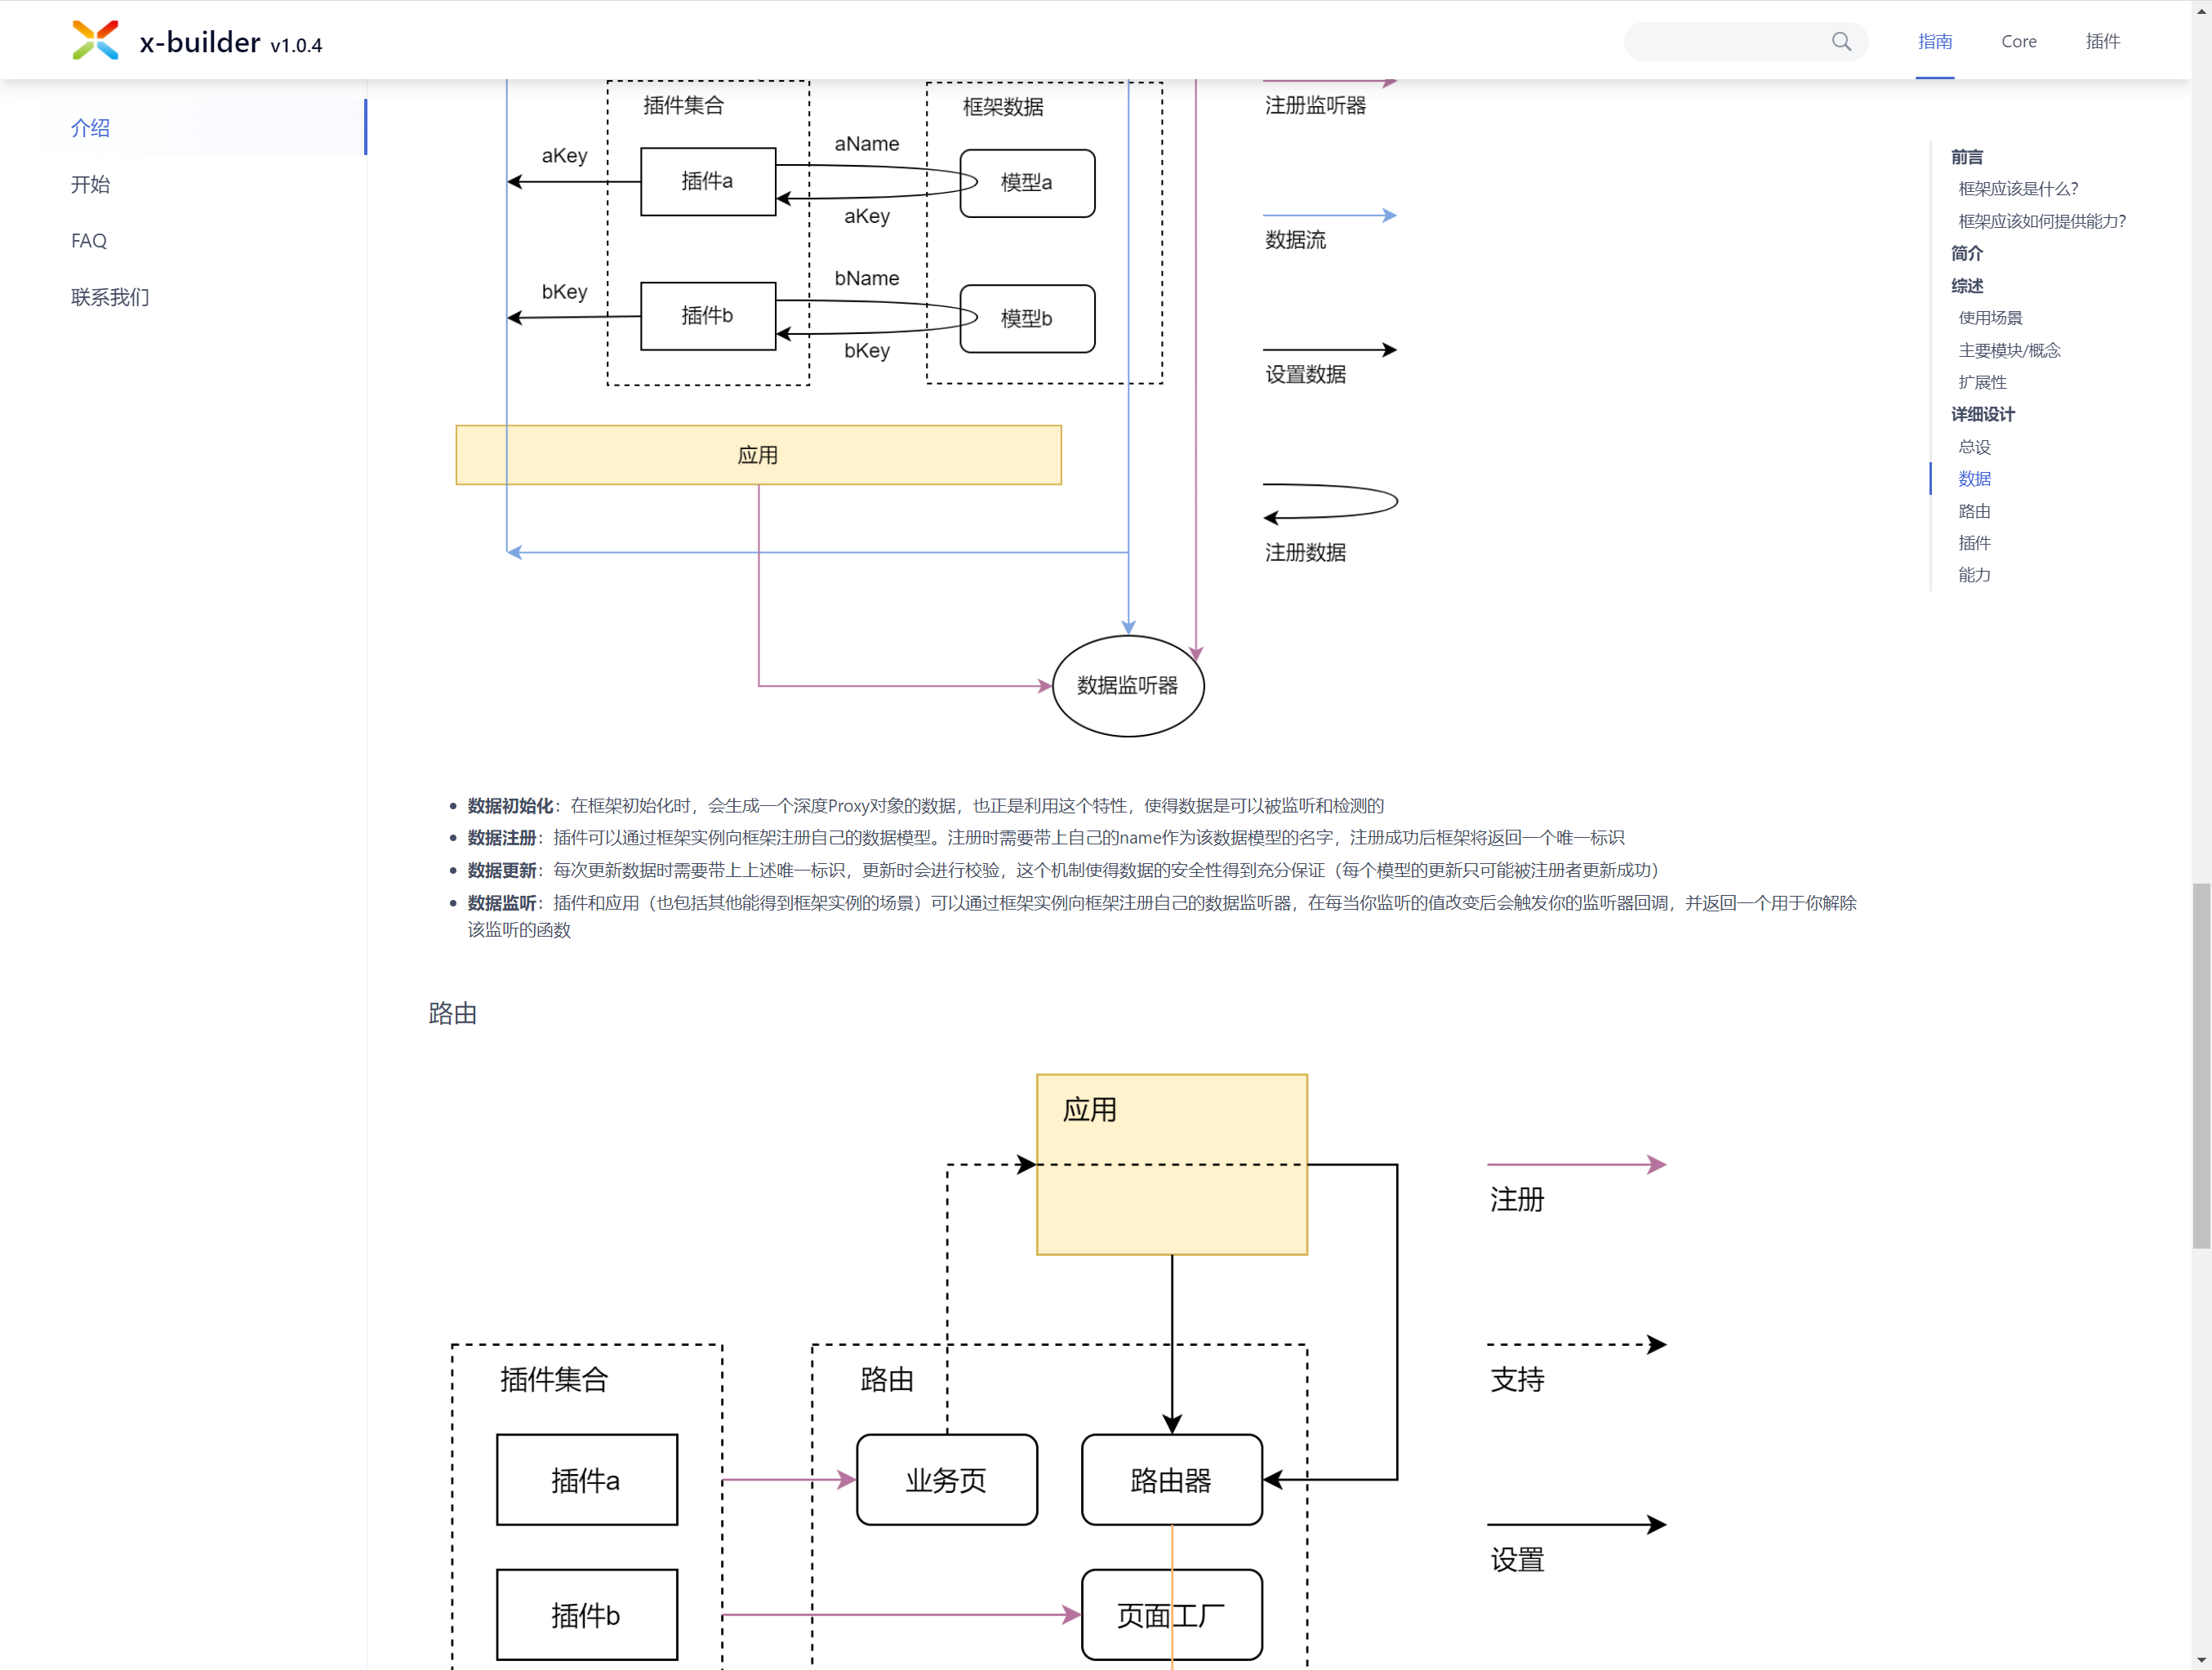 x-builder v1.0.4
指南
Core
插件
介绍
开始
FAQ
联系我们
插件集合
框架数据
注册监听器
aKey
插件a
aName
模型a
aKey
数据流
bKey
插件b
bName
模型b
bKey
设置数据
应用
注册数据
数据监听器
数据初始化：在框架初始化时，会生成一个深度Proxy对象的数据，也正是利用这个特性，使得数据是可以被监听和检测的
数据注册：插件可以通过框架实例向框架注册自己的数据模型。注册时需要带上自己的name作为该数据模型的名字，注册成功后框架将返回一个唯一标识
数据更新：每次更新数据时需要带上上述唯一标识，更新时会进行校验，这个机制使得数据的安全性得到充分保证（每个模型的更新只可能被注册者更新成功）
数据监听：插件和应用（也包括其他能得到框架实例的场景）可以通过框架实例向框架注册自己的数据监听器，在每当你监听的值改变后会触发你的监听器回调，并返回一个用于你解除
该监听的函数
路由
应用
注册
插件集合
路由
支持
插件a
业务页
路由器
设置
插件b
页面工厂
前言
框架应该是什么？
框架应该如何提供能力？
简介
综述
使用场景
主要模块/概念
扩展性
详细设计
总设
数据
路由
插件
能力